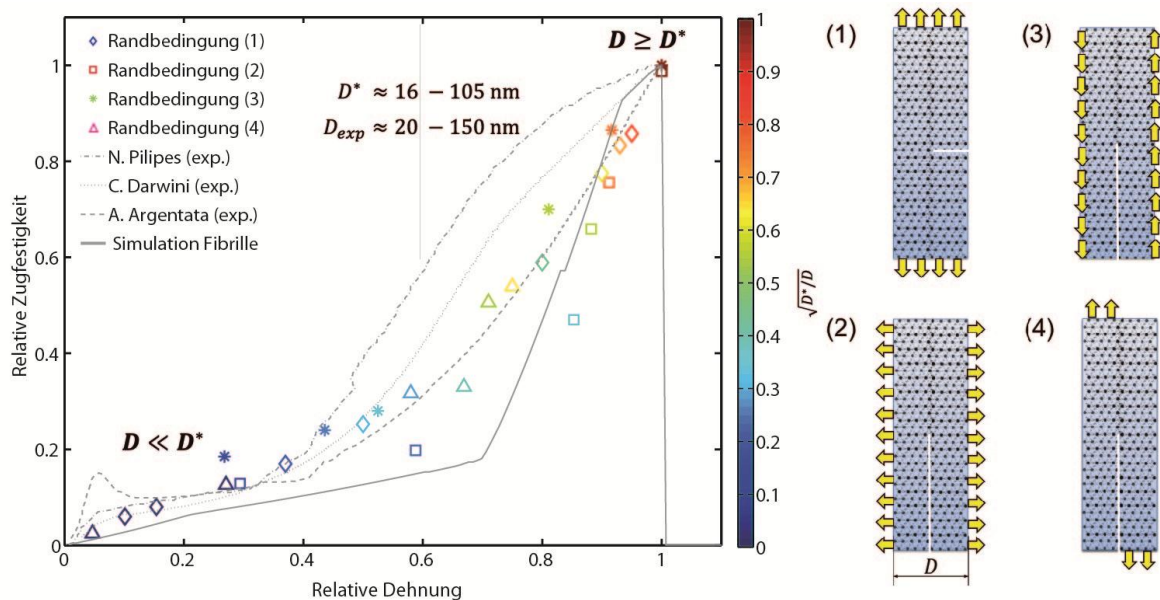 Relative Zugfestigkeit
1
0.8
0.6
0.4
0.2
0
0
0.2
0.4
0.6
0.8
1
Relative Dehnung
Randbedingung (1)
Randbedingung (2)
Randbedingung (3)
Randbedingung (4)
N. Pilipes (exp.)
C. Darwini (exp.)
A. Argentata (exp.)
Simulation Fibrille
D ≥ D*
D* ≈ 16 – 105 nm
D_exp ≈ 20 – 150 nm
D ≪ D*
1
0.9
0.8
0.7
0.6
0.5
0.4
0.3
0.2
0.1
0
√D*/D
(1)
(3)
(2)
(4)
D